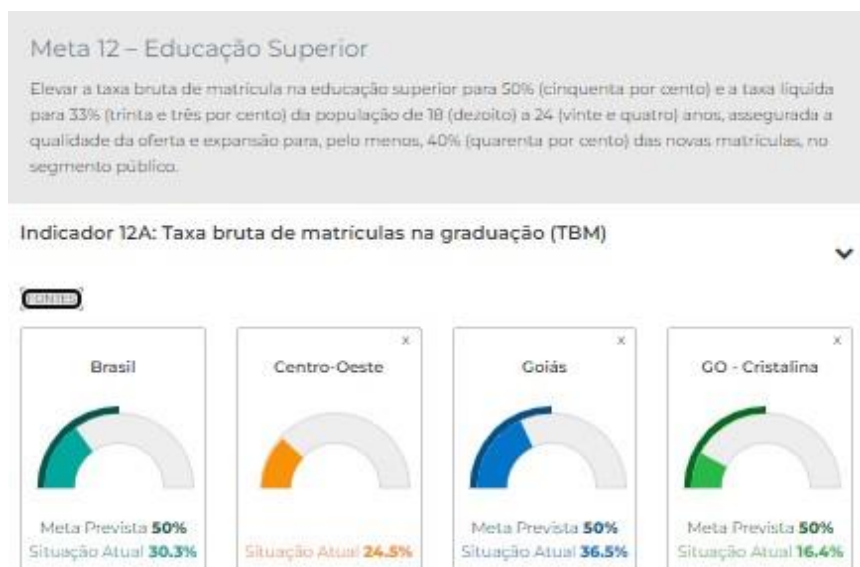 Meta 12 – Educação Superior
Elevar a taxa bruta de matrícula na educação superior para 50% (cinquenta por cento) e a taxa líquida
para 33% (trinta e três por cento) da população de 18 (dezoito) a 24 (vinte e quatro) anos, assegurada a
qualidade da oferta e expansão para, pelo menos, 40% (quarenta por cento) das novas matrículas, no
segmento público.
Indicador 12A: Taxa bruta de matrículas na graduação (TBM)
FONTES
Brasil
Meta Prevista 50%
Situação Atual 30.3%
x
Centro-Oeste
Situação Atual 24.5%
x
Goiás
Meta Prevista 50%
Situação Atual 36.5%
x
GO - Cristalina
Meta Prevista 50%
Situação Atual 16.4%